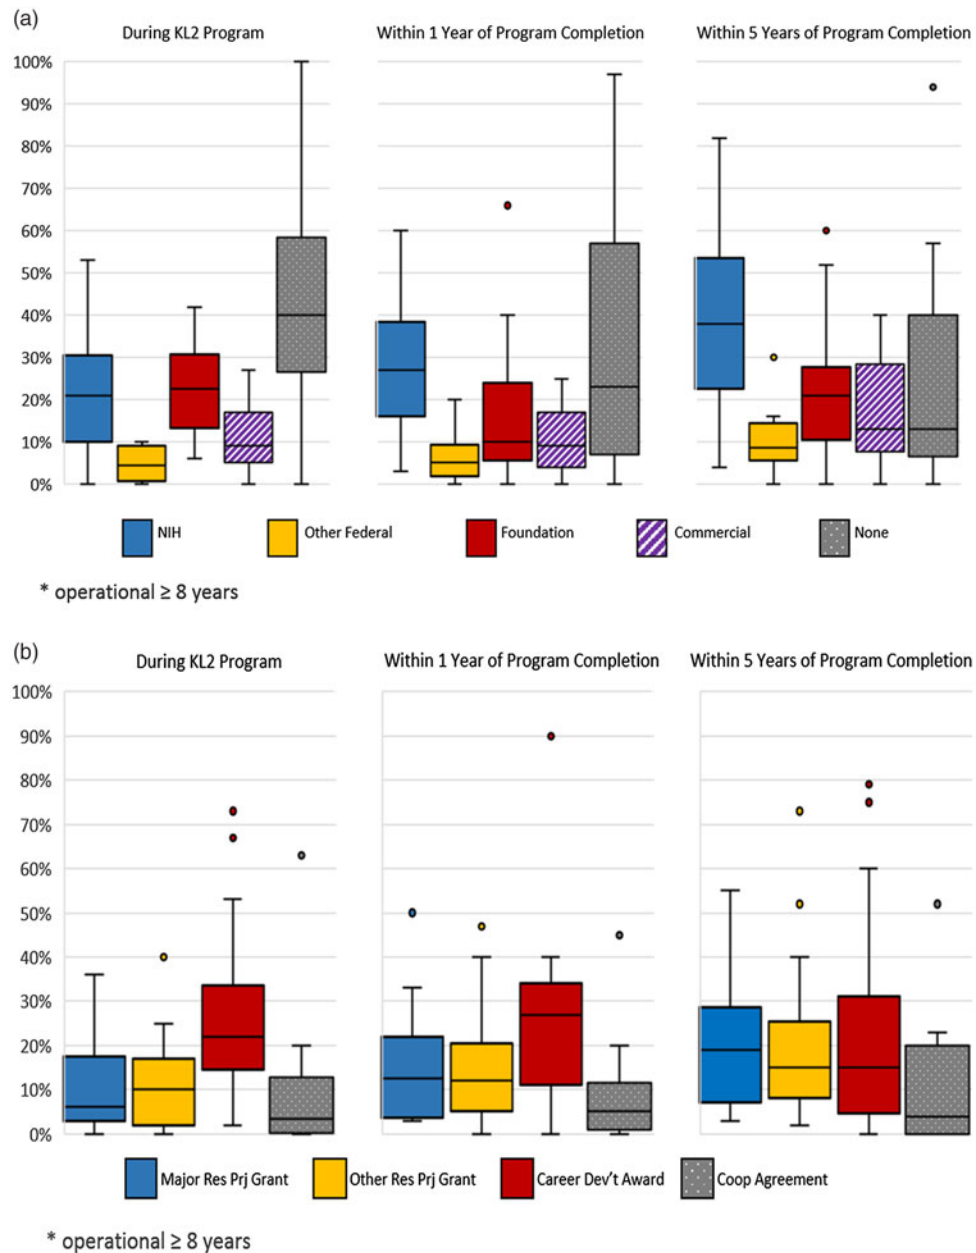 (a)
During KL2 Program
Within 1 Year of Program Completion
Within 5 Years of Program Completion
100%
90%
80%
70%
60%
50%
40%
30%
20%
10%
0%
NIH
Other Federal
Foundation
Commercial
None
* operational ≥ 8 years
(b)
During KL2 Program
Within 1 Year of Program Completion
Within 5 Years of Program Completion
100%
90%
80%
70%
60%
50%
40%
30%
20%
10%
0%
Major Res Prj Grant
Other Res Prj Grant
Career Dev't Award
Coop Agreement
* operational ≥ 8 years